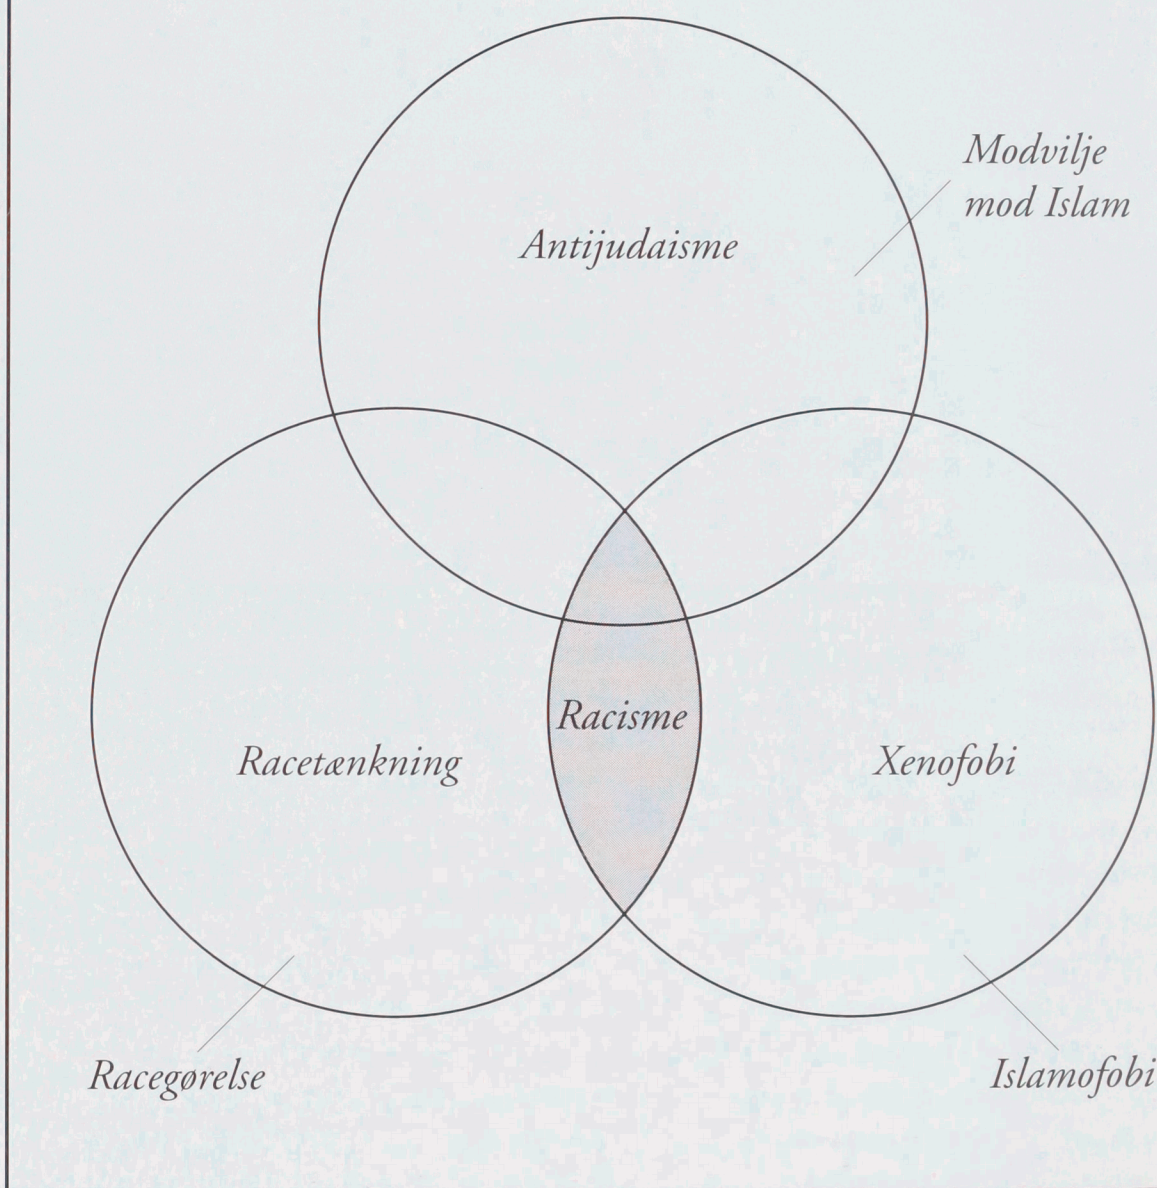 Modvilje
mod Islam
Antijudaisme
Racisme
Racetænkning
Xenofobi
Racegørelse
Islamofobi